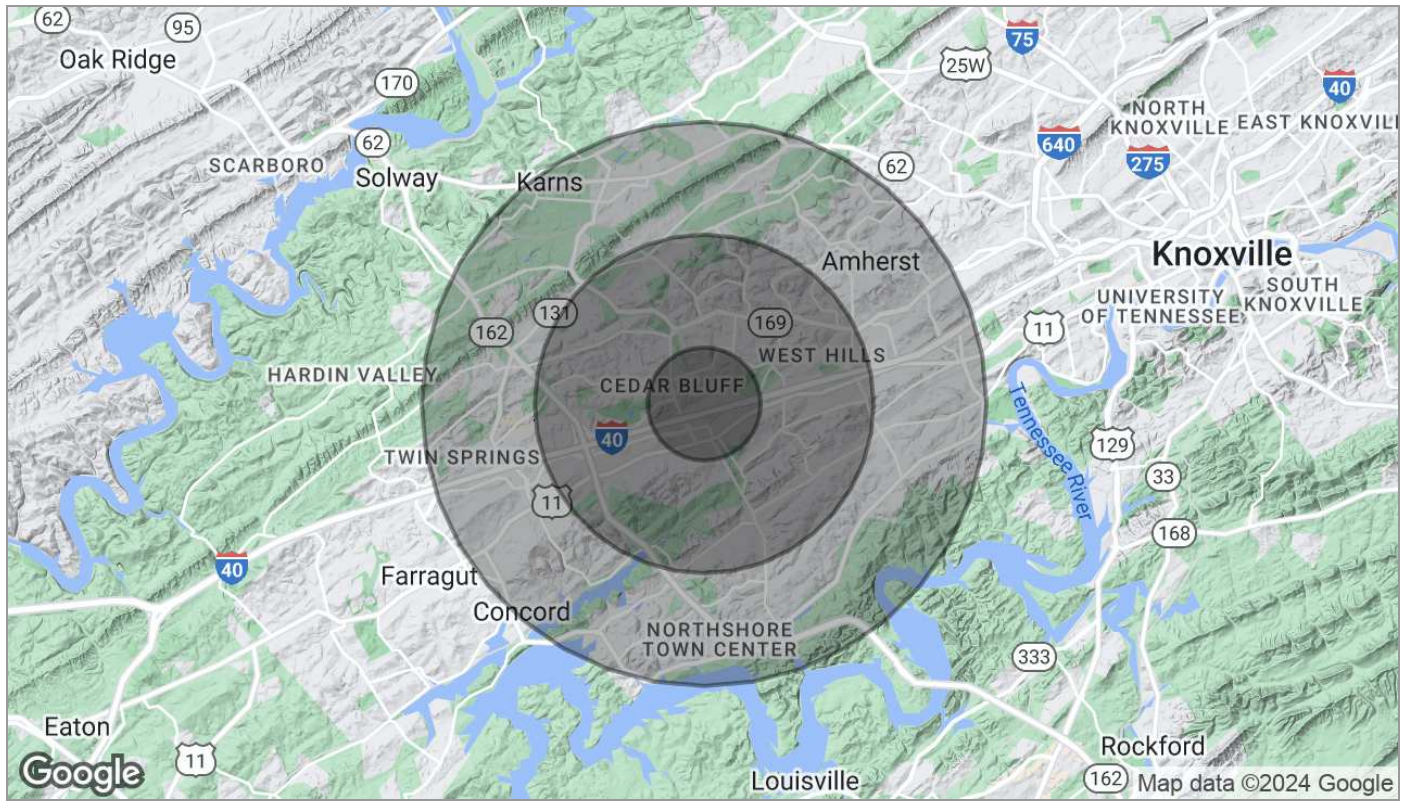 62
95
Oak Ridge
75
25W
40
170
NORTH
KNOXVILLE
EAST KNOXVILL
62
640
275
SCARBORO
Solway
Karns
62
Knoxville
Amherst
SOUTH
KNOXVILLE
UNIVERSITY
OF TENNESSEE
131
162
169
11
WEST HILLS
HARDIN VALLEY
CEDAR BLUFF
Tennessee River
40
129
TWIN SPRINGS
33
11
168
40
Farragut
Concord
NORTHSHORE
TOWN CENTER
333
Eaton
11
Rockford
Google
Louisville
162
Map data ©2024 Google